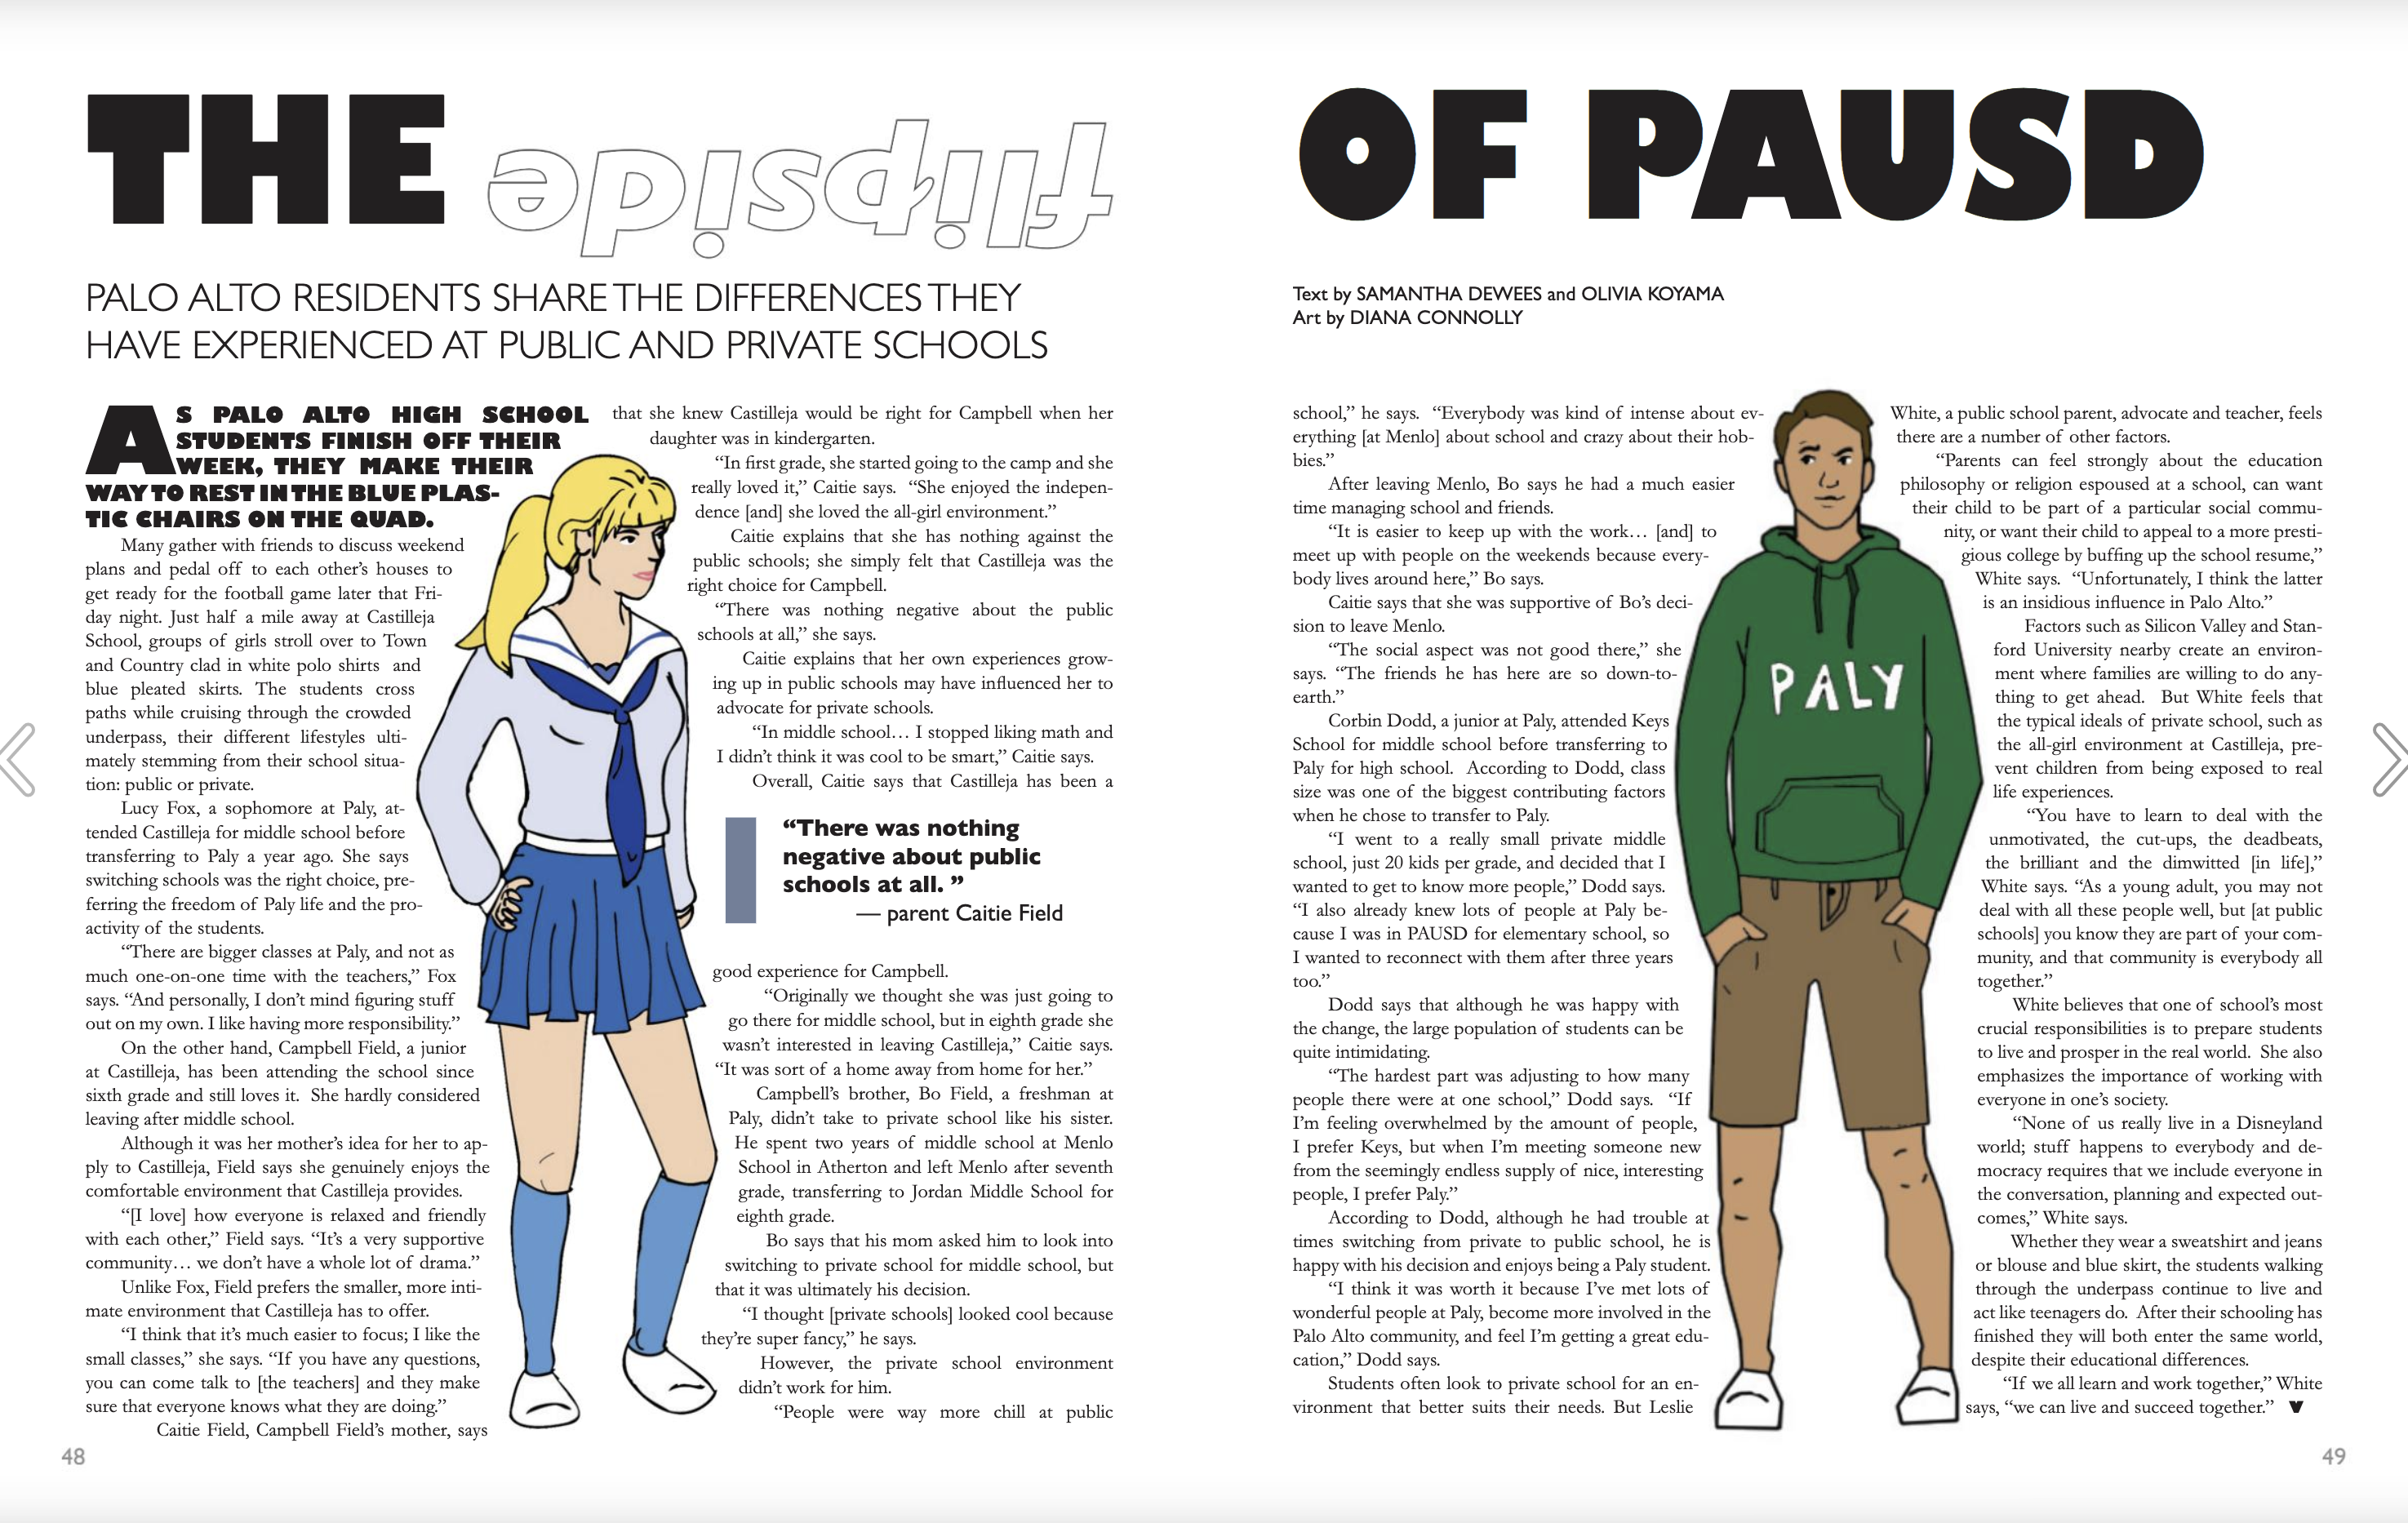 THE flipside OF PAUSD
PALO ALTO RESIDENTS SHARE THE DIFFERENCES THEY
HAVE EXPERIENCED AT PUBLIC AND PRIVATE SCHOOLS
Text by SAMANTHA DEWEES and OLIVIA KOYAMA
Art by DIANA CONNOLLY
AS PALO ALTO HIGH SCHOOL
STUDENTS FINISH OFF THEIR
WEEK, THEY MAKE THEIR
WAY TO REST IN THE BLUE PLAS-
TIC CHAIRS ON THE QUAD.
Many gather with friends to discuss weekend
plans and pedal off to each other’s houses to
get ready for the football game later that Fri-
day night. Just half a mile away at Castilleja
School, groups of girls stroll over to Town
and Country clad in white polo shirts and
blue pleated skirts. The students cross
paths while cruising through the crowded
underpass, their different lifestyles ulti-
mately stemming from their school situa-
tion: public or private.
Lucy Fox, a sophomore at Paly, at-
tended Castilleja for middle school before
transferring to Paly a year ago. She says
switching schools was the right choice, pre-
ferring the freedom of Paly life and the pro-
activity of the students.
“There are bigger classes at Paly, and not as
much one-on-one time with the teachers,” Fox
says. “And personally, I don’t mind figuring stuff
out on my own. I like having more responsibility.”
On the other hand, Campbell Field, a junior
at Castilleja, has been attending the school since
sixth grade and still loves it. She hardly considered
leaving after middle school.
Although it was her mother’s idea for her to ap-
ply to Castilleja, Field says she genuinely enjoys the
comfortable environment that Castilleja provides.
“[I love] how everyone is relaxed and friendly
with each other,” Field says. “It’s a very supportive
community… we don’t have a whole lot of drama.”
Unlike Fox, Field prefers the smaller, more inti-
mate environment that Castilleja has to offer.
“I think that it’s much easier to focus; I like the
small classes,” she says. “If you have any questions,
you can come talk to [the teachers] and they make
sure that everyone knows what they are doing.”
Caitie Field, Campbell Field’s mother, says
that she knew Castilleja would be right for Campbell when her
daughter was in kindergarten.
“In first grade, she started going to the camp and she
really loved it,” Caitie says. “She enjoyed the indepen-
dence [and] she loved the all-girl environment.”
Caitie explains that she has nothing against the
public schools; she simply felt that Castilleja was the
right choice for Campbell.
“There was nothing negative about the public
schools at all,” she says.
Caitie explains that her own experiences grow-
ing up in public schools may have influenced her to
advocate for private schools.
“In middle school… I stopped liking math and
I didn’t think it was cool to be smart,” Caitie says.
Overall, Caitie says that Castilleja has been a
“There was nothing
negative about public
schools at all. ”
— parent Caitie Field
good experience for Campbell.
“Originally we thought she was just going to
go there for middle school, but in eighth grade she
wasn’t interested in leaving Castilleja,” Caitie says.
“It was sort of a home away from home for her.”
Campbell’s brother, Bo Field, a freshman at
Paly, didn’t take to private school like his sister.
He spent two years of middle school at Menlo
School in Atherton and left Menlo after seventh
grade, transferring to Jordan Middle School for
eighth grade.
Bo says that his mom asked him to look into
switching to private school for middle school, but
that it was ultimately his decision.
“I thought [private schools] looked cool because
they’re super fancy,” he says.
However, the private school environment
didn’t work for him.
“People were way more chill at public
48
school,” he says. “Everybody was kind of intense about ev-
erything [at Menlo] about school and crazy about their hob-
bies.”
After leaving Menlo, Bo says he had a much easier
time managing school and friends.
“It is easier to keep up with the work… [and] to
meet up with people on the weekends because every-
body lives around here,” Bo says.
Caitie says that she was supportive of Bo’s deci-
sion to leave Menlo.
“The social aspect was not good there,” she
says. “The friends he has here are so down-to-
earth.”
Corbin Dodd, a junior at Paly, attended Keys
School for middle school before transferring to
Paly for high school. According to Dodd, class
size was one of the biggest contributing factors
when he chose to transfer to Paly.
“I went to a really small private middle
school, just 20 kids per grade, and decided that I
wanted to get to know more people,” Dodd says.
“I also already knew lots of people at Paly be-
cause I was in PAUSD for elementary school, so
I wanted to reconnect with them after three years
too.”
Dodd says that although he was happy with
the change, the large population of students can be
quite intimidating.
“The hardest part was adjusting to how many
people there were at one school,” Dodd says. “If
I’m feeling overwhelmed by the amount of people,
I prefer Keys, but when I’m meeting someone new
from the seemingly endless supply of nice, interesting
people, I prefer Paly.”
According to Dodd, although he had trouble at
times switching from private to public school, he is
happy with his decision and enjoys being a Paly student.
“I think it was worth it because I’ve met lots of
wonderful people at Paly, become more involved in the
Palo Alto community, and feel I’m getting a great edu-
cation,” Dodd says.
Students often look to private school for an en-
vironment that better suits their needs. But Leslie
PALY
White, a public school parent, advocate and teacher, feels
there are a number of other factors.
“Parents can feel strongly about the education
philosophy or religion espoused at a school, can want
their child to be part of a particular social commu-
nity, or want their child to appeal to a more presti-
gious college by buffing up the school resume,”
White says. “Unfortunately, I think the latter
is an insidious influence in Palo Alto.”
Factors such as Silicon Valley and Stan-
ford University nearby create an environ-
ment where families are willing to do any-
thing to get ahead. But White feels that
the typical ideals of private school, such as
the all-girl environment at Castilleja, pre-
vent children from being exposed to real
life experiences.
“You have to learn to deal with the
unmotivated, the cut-ups, the deadbeats,
the brilliant and the dimwitted [in life],”
White says. “As a young adult, you may not
deal with all these people well, but [at public
schools] you know they are part of your com-
munity, and that community is everybody all
together.”
White believes that one of school’s most
crucial responsibilities is to prepare students
to live and prosper in the real world. She also
emphasizes the importance of working with
everyone in one’s society.
“None of us really live in a Disneyland
world; stuff happens to everybody and de-
mocracy requires that we include everyone in
the conversation, planning and expected out-
comes,” White says.
Whether they wear a sweatshirt and jeans
or blouse and blue skirt, the students walking
through the underpass continue to live and
act like teenagers do. After their schooling has
finished they will both enter the same world,
despite their educational differences.
“If we all learn and work together,” White
says, “we can live and succeed together.” V
49